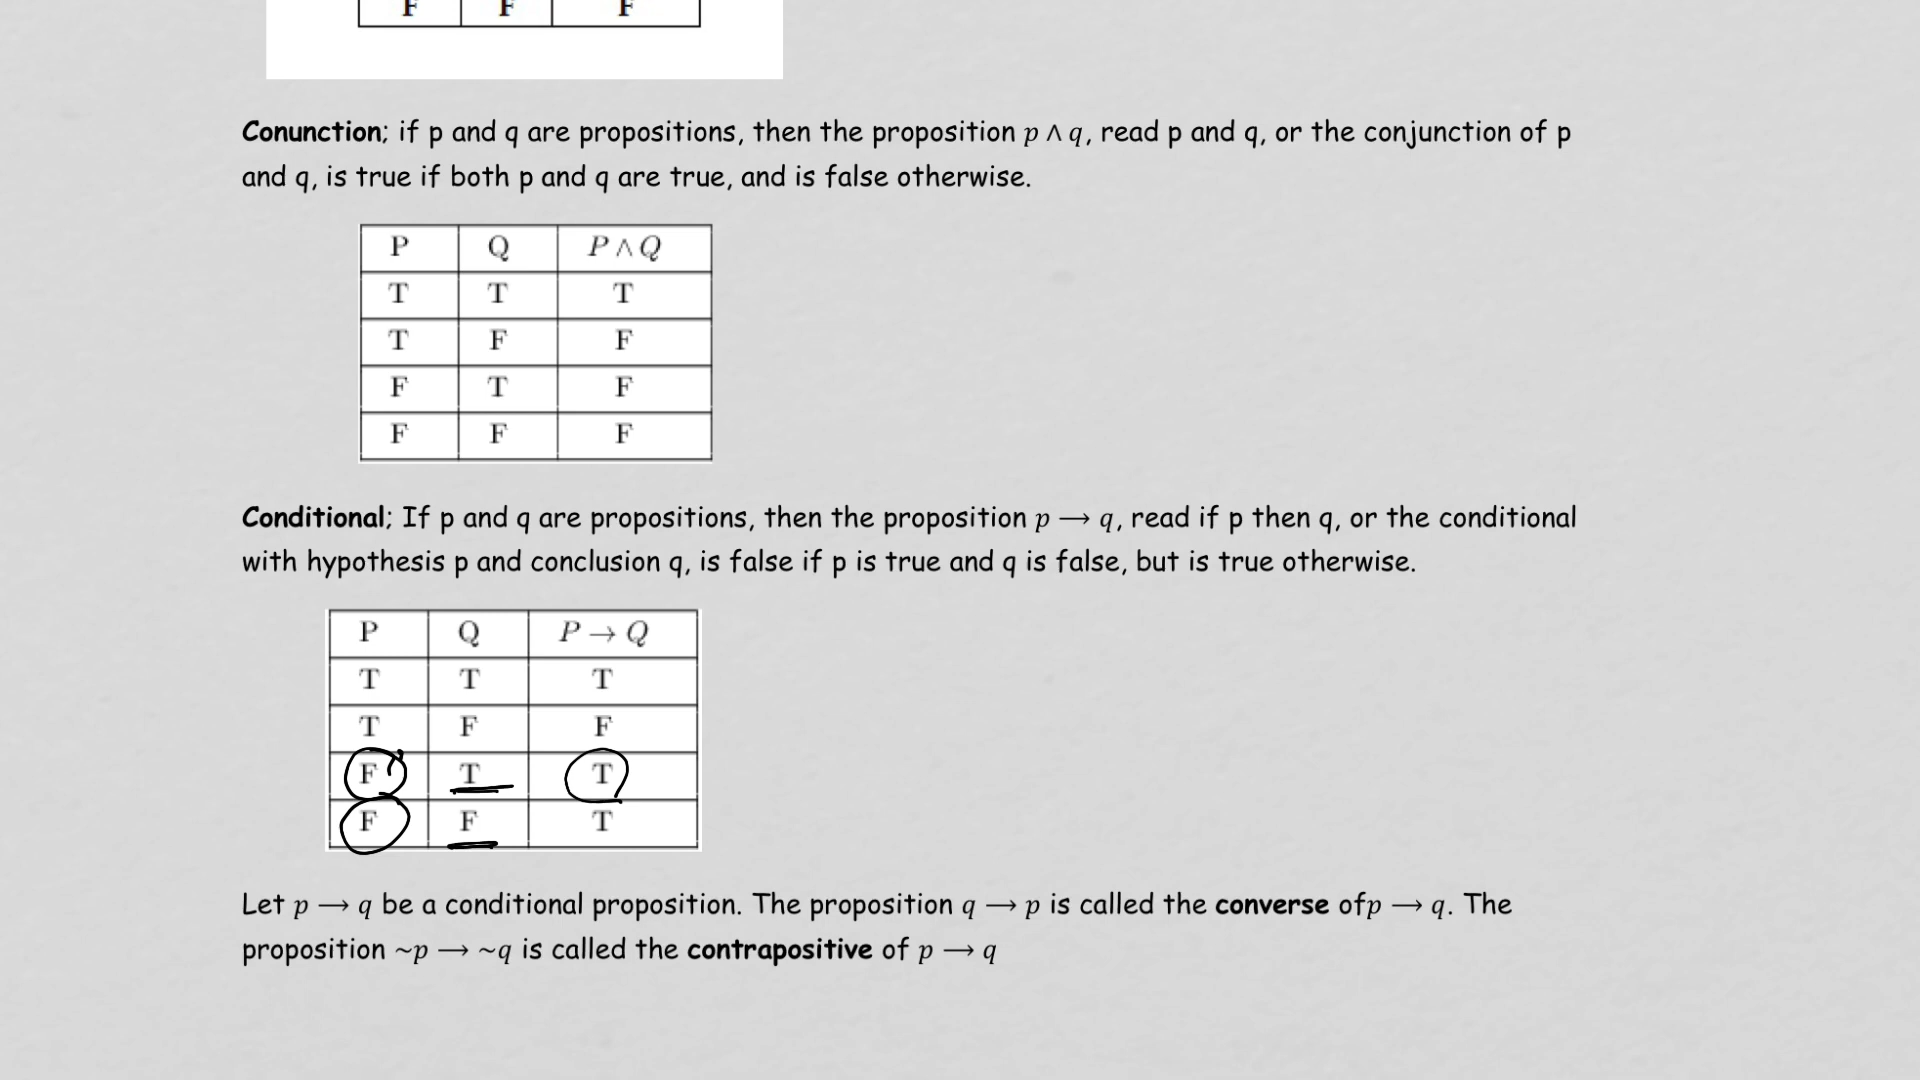 F F F
Conunction; if p and q are propositions, then the proposition p ∧ q, read p and q, or the conjunction of p
and q, is true if both p and q are true, and is false otherwise.
P Q P ∧ Q
T T T
T F F
F T F
F F F
Conditional; If p and q are propositions, then the proposition p ⟶ q, read if p then q, or the conditional
with hypothesis p and conclusion q, is false if p is true and q is false, but is true otherwise.
P Q P → Q
T T T
T F F
F T T
F F T
Let p ⟶ q be a conditional proposition. The proposition q ⟶ p is called the converse ofp ⟶ q. The
proposition ~p ⟶ ~q is called the contrapositive of p ⟶ q